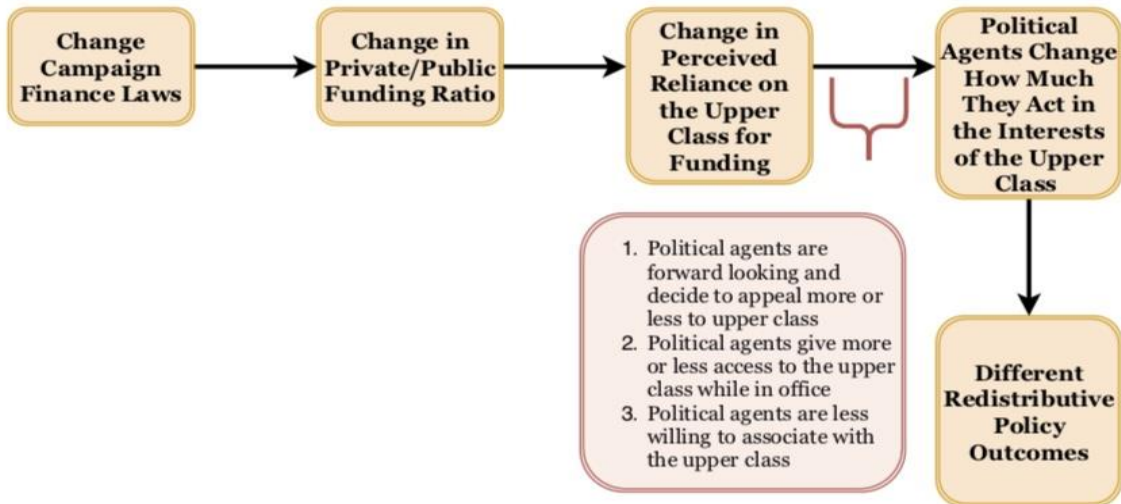 Change
Campaign
Finance Laws
Change in
Private/Public
Funding Ratio
Change in
Perceived
Reliance on
the Upper
Class for
Funding
Political
Agents Change
How Much
They Act in
the Interests
of the Upper
Class
1. Political agents are
forward looking and
decide to appeal more or
less to upper class
2. Political agents give more
or less access to the upper
class while in office
3. Political agents are less
willing to associate with
the upper class
Different
Redistributive
Policy
Outcomes